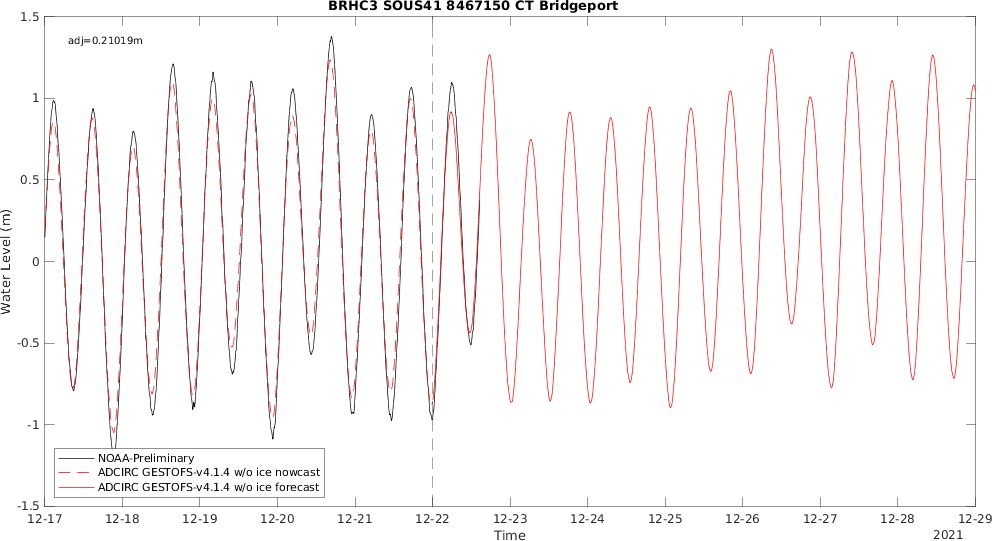 BRHC3 SOUS41 8467150 CT Bridgeport
adj=0.21019m
1.5
1
0.5
0
-0.5
-1
-1.5
Water Level (m)
NOAA-Preliminary
ADCIRC GESTOFS-v4.1.4 w/o ice nowcast
ADCIRC GESTOFS-v4.1.4 w/o ice forecast
12-17 12-18 12-19 12-20 12-21 12-22 12-23 12-24 12-25 12-26 12-27 12-28 12-29
Time
2021